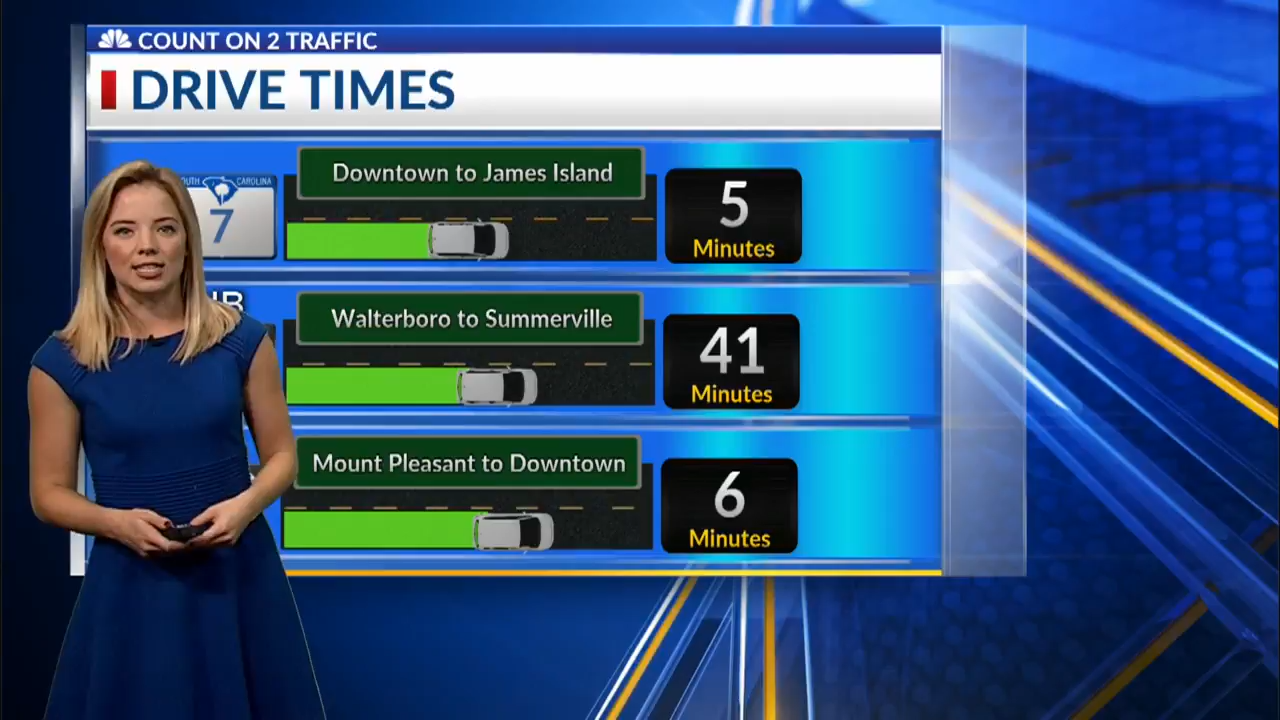 COUNT ON 2 TRAFFIC
DRIVE TIMES
Downtown to James Island
CAROLINA
7
5
Minutes
Walterboro to Summerville
41
Minutes
Mount Pleasant to Downtown
6
Minutes